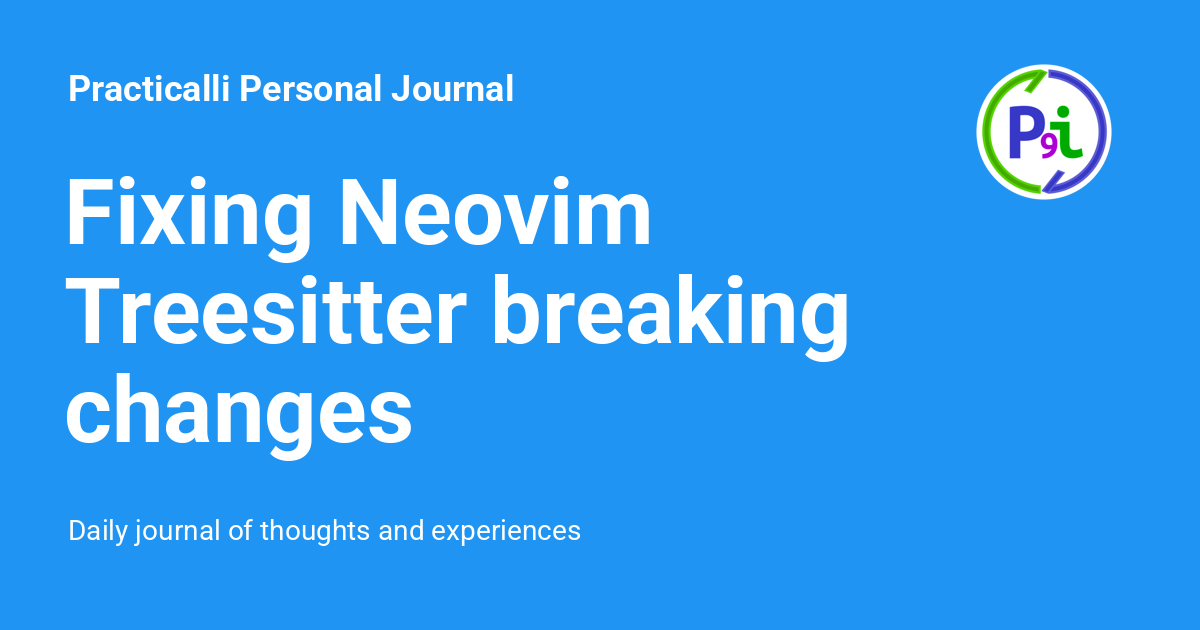 Practicalli Personal Journal
P9i
Fixing Neovim
Treesitter breaking
changes
Daily journal of thoughts and experiences